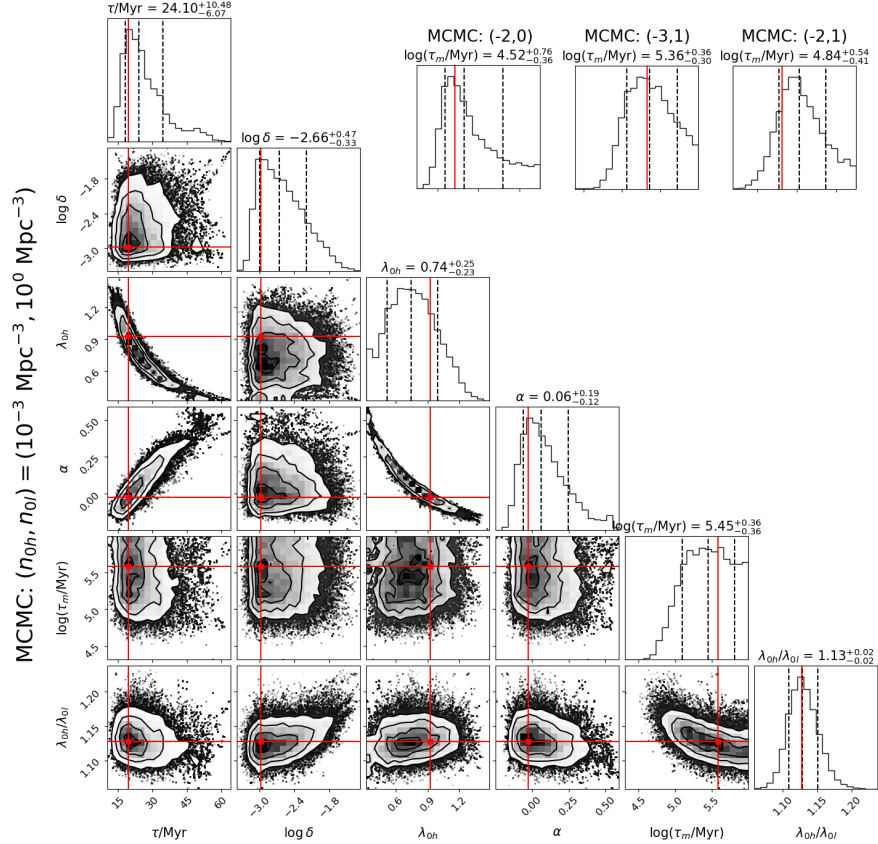 τ/Myr = 24.10^{+10.48}_{−6.07}
MCMC: (-2,0)
log(τ_m/Myr) = 4.52^{+0.76}_{−0.36}
MCMC: (-3,1)
log(τ_m/Myr) = 5.36^{+0.36}_{−0.30}
MCMC: (-2,1)
log(τ_m/Myr) = 4.84^{+0.54}_{−0.41}
MCMC: (n_{0h}, n_{0l}) = (10^{−3} Mpc^{−3}, 10^{0} Mpc^{−3})
log δ = −2.66^{+0.47}_{−0.33}
log δ
−1.8
−2.4
−3.0
λ_{0h} = 0.74^{+0.25}_{−0.23}
λ_{0h}
1.2
0.9
0.6
α = 0.06^{+0.19}_{−0.12}
α
0.50
0.25
0.00
log(τ_m/Myr) = 5.45^{+0.36}_{−0.36}
log(τ_m/Myr)
5.5
5.0
4.5
λ_{0h}/λ_{0l} = 1.13^{+0.02}_{−0.02}
λ_{0h}/λ_{0l}
1.20
1.15
1.10
15 30 45 60
τ/Myr
−3.0 −2.4 −1.8
log δ
0.6 0.9 1.2
λ_{0h}
0.00 0.25 0.50
α
5.0 5.5
log(τ_m/Myr)
1.10 1.15 1.20
λ_{0h}/λ_{0l}